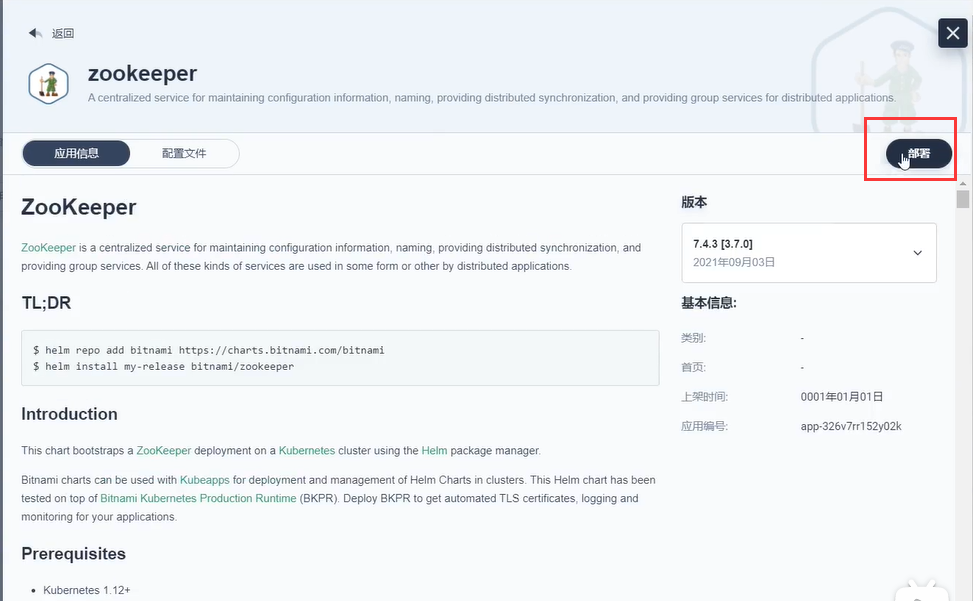 返回
zookeeper
A centralized service for maintaining configuration information, naming, providing distributed synchronization, and providing group services for distributed applications.
应用信息
配置文件
部署
ZooKeeper
ZooKeeper is a centralized service for maintaining configuration information, naming, providing distributed synchronization, and
providing group services. All of these kinds of services are used in some form or other by distributed applications.
TL;DR
$ helm repo add bitnami https://charts.bitnami.com/bitnami
$ helm install my-release bitnami/zookeeper
Introduction
This chart bootstraps a ZooKeeper deployment on a Kubernetes cluster using the Helm package manager.
Bitnami charts can be used with Kubeapps for deployment and management of Helm Charts in clusters. This Helm chart has been
tested on top of Bitnami Kubernetes Production Runtime (BKPR). Deploy BKPR to get automated TLS certificates, logging and
monitoring for your applications.
Prerequisites
• Kubernetes 1.12+
版本
7.4.3 [3.7.0]
2021年09月03日
基本信息:
类别: -
首页: -
上架时间: 0001年01月01日
应用编号: app-326v7rr152y02k